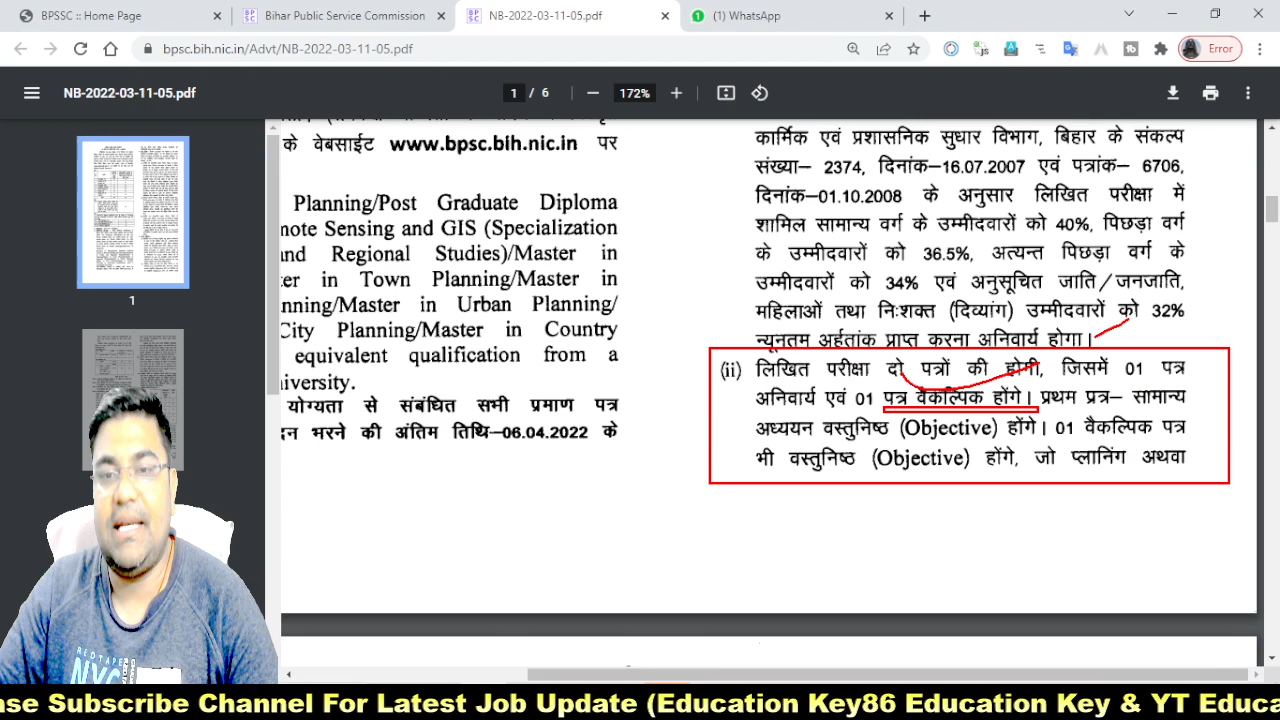 BPSSC :: Home Page
Bihar Public Service Commission
NB-2022-03-11-05.pdf
(1) WhatsApp
bpsc.bih.nic.in/Advt/NB-2022-03-11-05.pdf
Error
NB-2022-03-11-05.pdf
1 / 6
172%
1
के वेबसाईट www.bpsc.bih.nic.in पर
Planning/Post Graduate Diploma
mote Sensing and GIS (Specialization
and Regional Studies)/Master in
ter in Town Planning/Master in
nning/Master in Urban Planning/
City Planning/Master in Country
equivalent qualification from a
iversity.
योग्यता से संबंधित सभी प्रमाण पत्र
दन भरने की अंतिम तिथि–06.04.2022 के
कार्मिक एवं प्रशासनिक सुधार विभाग, बिहार के संकल्प
संख्या– 2374, दिनांक–16.07.2007 एवं पत्रांक– 6706,
दिनांक–01.10.2008 के अनुसार लिखित परीक्षा में
शामिल सामान्य वर्ग के उम्मीदवारों को 40%, पिछड़ा वर्ग
के उम्मीदवारों को 36.5%, अत्यन्त पिछड़ा वर्ग के
उम्मीदवारों को 34% एवं अनुसूचित जाति/जनजाति,
महिलाओं तथा निःशक्त (दिव्यांग) उम्मीदवारों को 32%
न्यूनतम अर्हतांक प्राप्त करना अनिवार्य होगा।
(ii) लिखित परीक्षा दो पत्रों की होगी, जिसमें 01 पत्र
अनिवार्य एवं 01 पत्र वैकल्पिक होंगे। प्रथम प्रत्र– सामान्य
अध्ययन वस्तुनिष्ठ (Objective) होंगे। 01 वैकल्पिक पत्र
भी वस्तुनिष्ठ (Objective) होंगे, जो प्लानिंग अथवा
REDTAPE
ase Subscribe Channel For Latest Job Update (Education Key86 Education Key & YT Educa